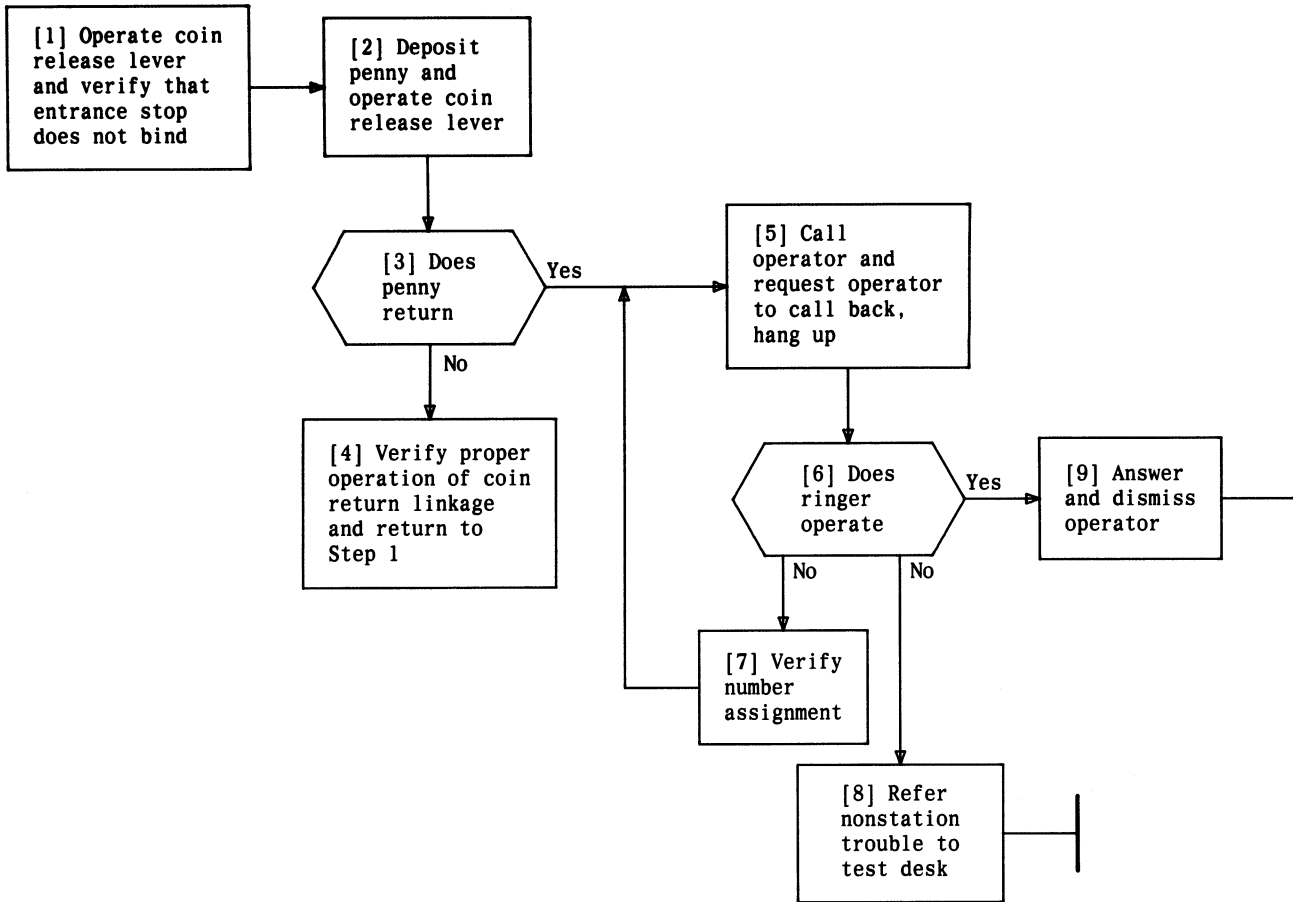 [1] Operate coin
release lever
and verify that
entrance stop
does not bind
[2] Deposit
penny and
operate coin
release lever
[3] Does
penny
return
Yes
No
[4] Verify proper
operation of coin
return linkage
and return to
Step 1
[5] Call
operator and
request operator
to call back,
hang up
[6] Does
ringer
operate
Yes
No
No
[7] Verify
number
assignment
[8] Refer
nonstation
trouble to
test desk
[9] Answer
and dismiss
operator